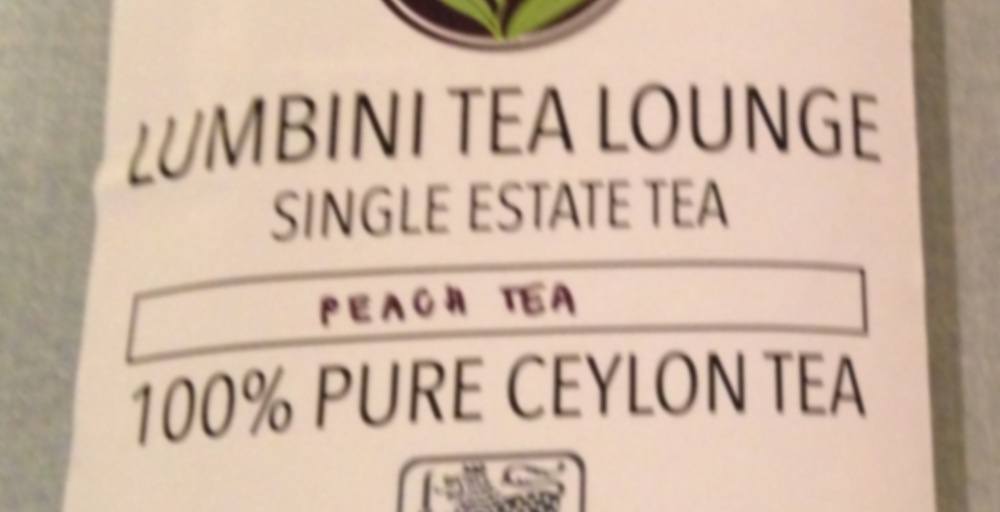 LUMBINI TEA LOUNGE
SINGLE ESTATE TEA
PEACH TEA
100% PURE CEYLON TEA